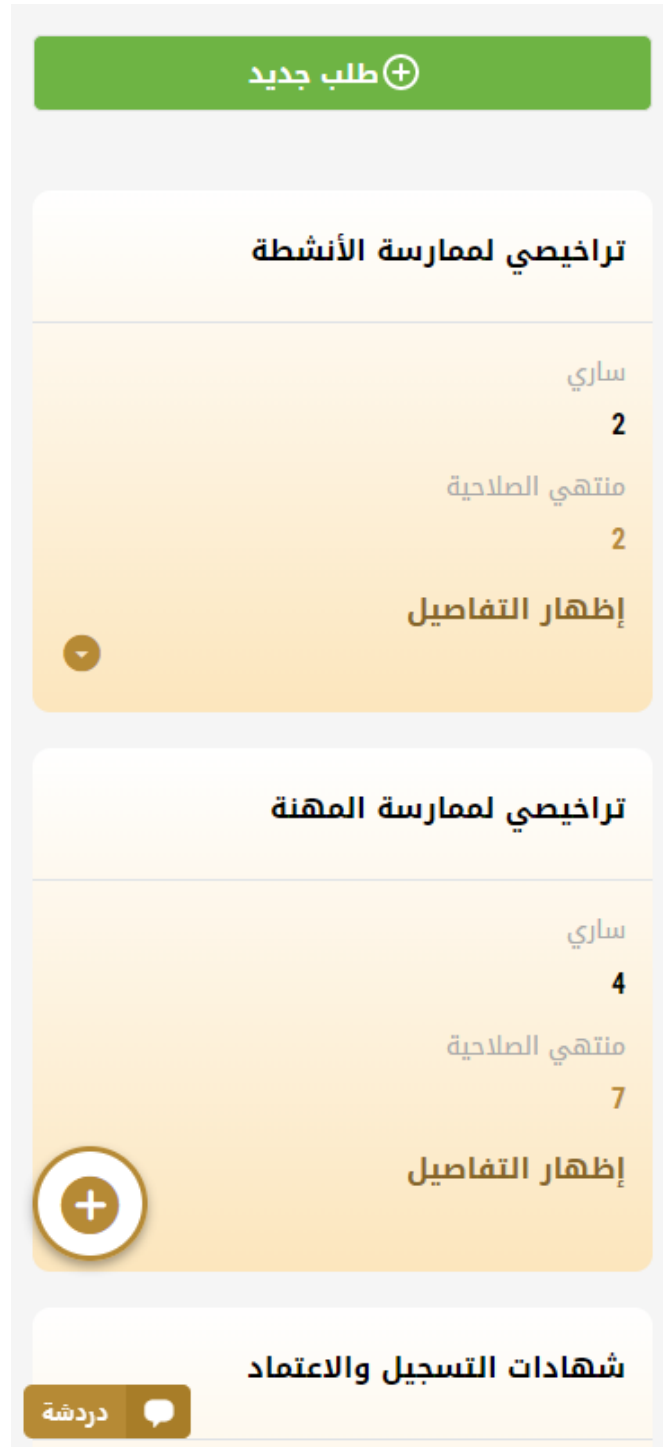 طلب جديد
تراخيصي لممارسة الأنشطة
ساري
2
منتهي الصلاحية
2
إظهار التفاصيل
تراخيصي لممارسة المهنة
ساري
4
منتهي الصلاحية
7
إظهار التفاصيل
شهادات التسجيل والاعتماد
دردشة